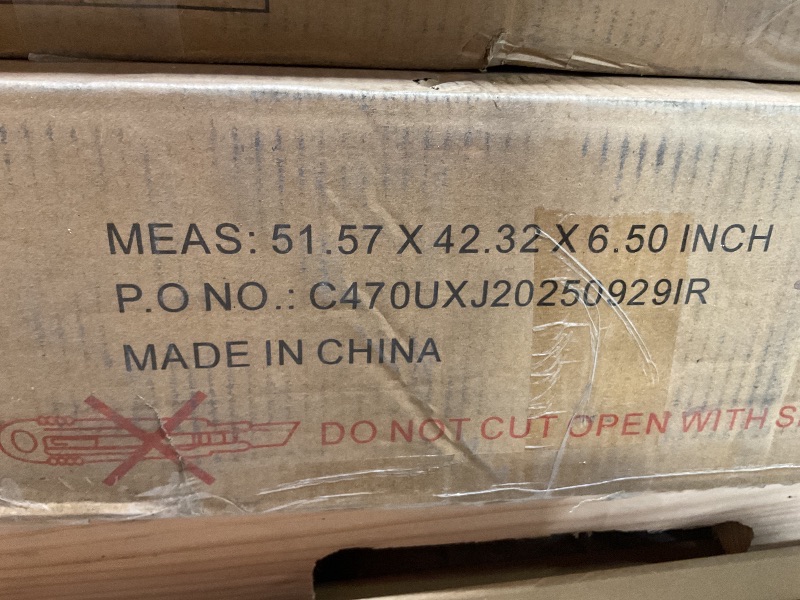 MEAS: 51.57 X 42.32 X 6.50 INCH
P.O NO.: C470UXJ20250929IR
MADE IN CHINA
DO NOT CUT OPEN WITH